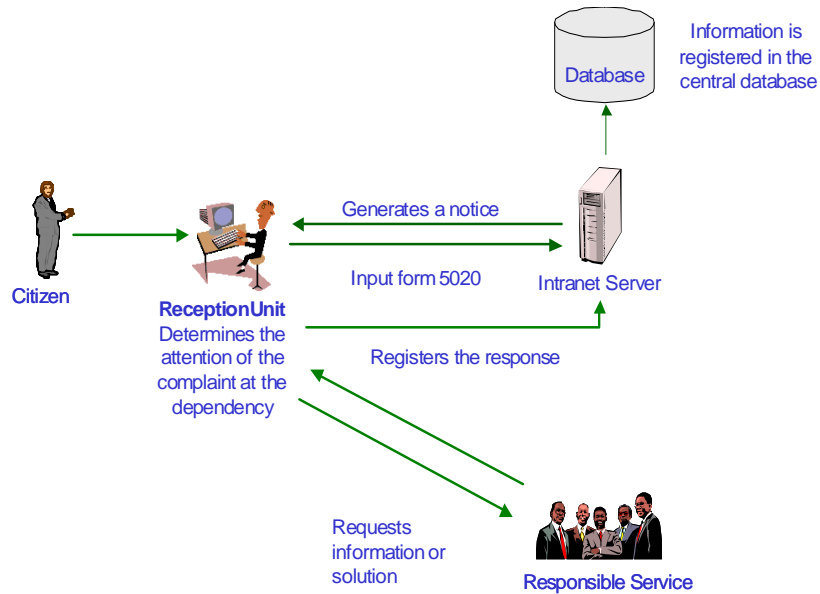 Information is
registered in the
central database
Database
Generates a notice
Input form 5020
Intranet Server
Citizen
ReceptionUnit
Determines the
attention of the
complaint at the
dependency
Registers the response
Requests
information or
solution
Responsible Service